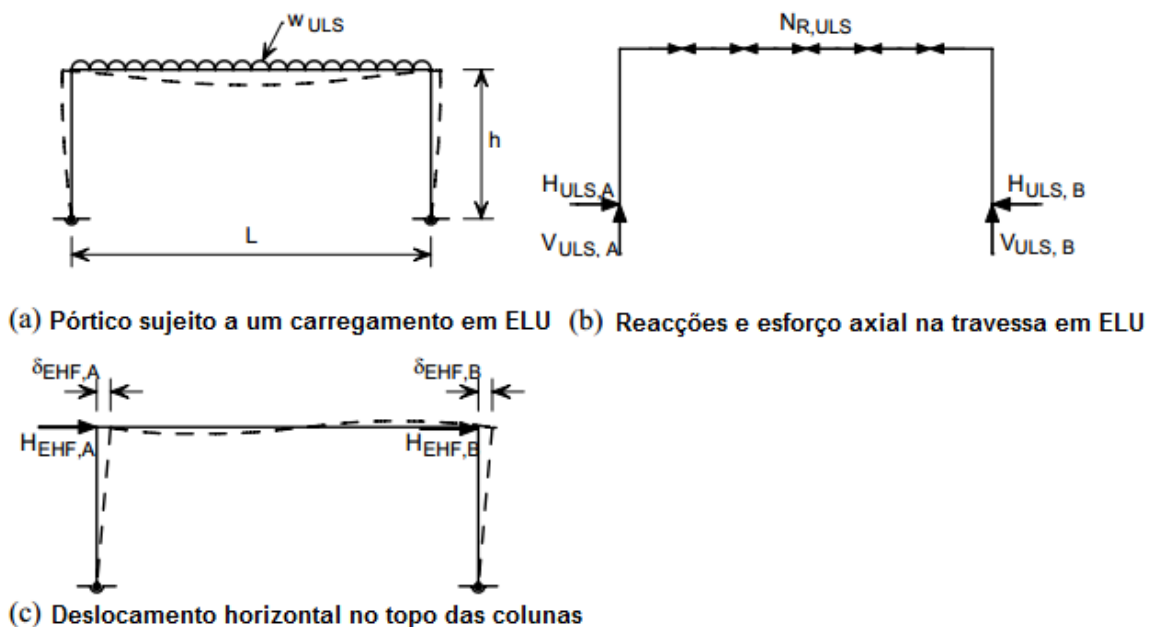 w ULS
h
L
N R,ULS
H ULS,A
H ULS, B
V ULS, A
V ULS, B
(a) Pórtico sujeito a um carregamento em ELU
(b) Reacções e esforço axial na travessa em ELU
δ EHF,A
δ EHF,B
H EHF,A
H EHF,B
(c) Deslocamento horizontal no topo das colunas